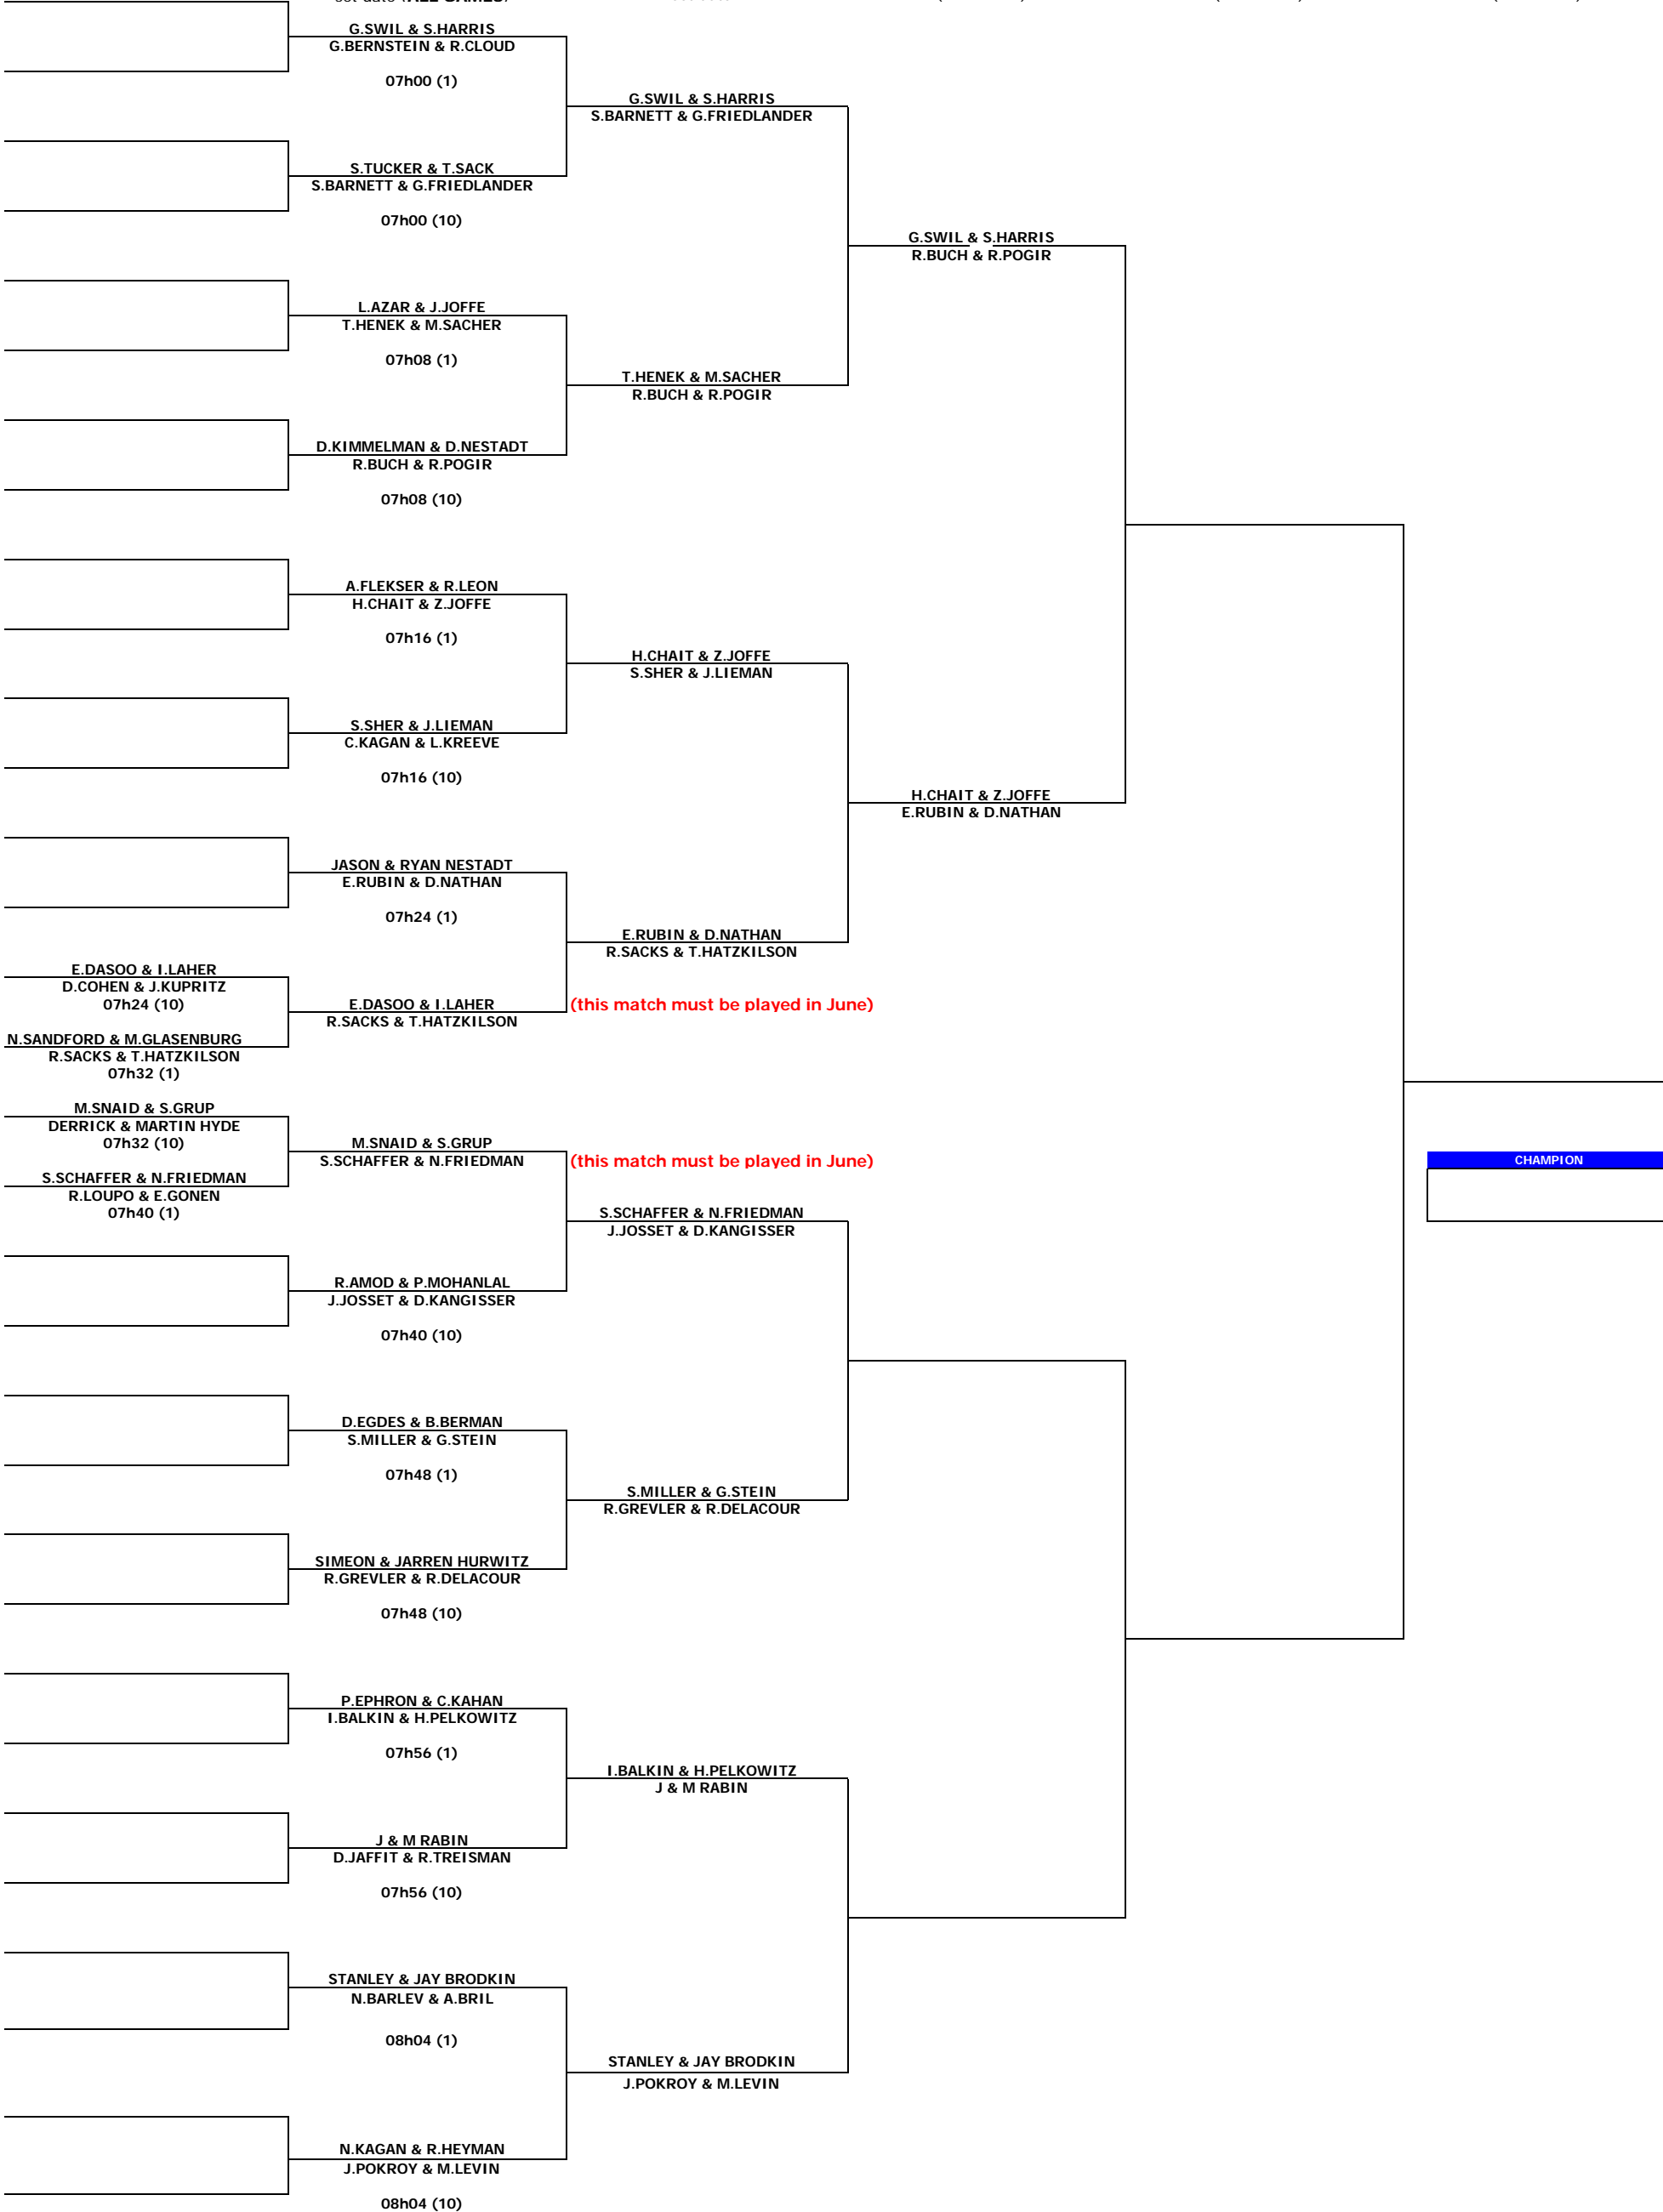 G.SWIL & S.HARRIS
G.BERNSTEIN & R.CLOUD
07h00 (1)
G.SWIL & S.HARRIS
S.BARNETT & G.FRIEDLANDER
S.TUCKER & T.SACK
S.BARNETT & G.FRIEDLANDER
07h00 (10)
G.SWIL & S.HARRIS
R.BUCH & R.POGIR
L.AZAR & J.JOFFE
T.HENEK & M.SACHER
07h08 (1)
T.HENEK & M.SACHER
R.BUCH & R.POGIR
D.KIMMELMAN & D.NESTADT
R.BUCH & R.POGIR
07h08 (10)
A.FLEKSER & R.LEON
H.CHAIT & Z.JOFFE
07h16 (1)
H.CHAIT & Z.JOFFE
S.SHER & J.LIEMAN
S.SHER & J.LIEMAN
C.KAGAN & L.KREEVE
07h16 (10)
H.CHAIT & Z.JOFFE
E.RUBIN & D.NATHAN
JASON & RYAN NESTADT
E.RUBIN & D.NATHAN
07h24 (1)
E.RUBIN & D.NATHAN
R.SACKS & T.HATZKILSON
E.DASOO & I.LAHER
D.COHEN & J.KUPRITZ
07h24 (10)
E.DASOO & I.LAHER
R.SACKS & T.HATZKILSON
(this match must be played in June)
N.SANDFORD & M.GLASENBURG
R.SACKS & T.HATZKILSON
07h32 (1)
M.SNAID & S.GRUP
DERRICK & MARTIN HYDE
07h32 (10)
M.SNAID & S.GRUP
S.SCHAFFER & N.FRIEDMAN
(this match must be played in June)
CHAMPION
S.SCHAFFER & N.FRIEDMAN
R.LOUPO & E.GONEN
07h40 (1)
S.SCHAFFER & N.FRIEDMAN
J.JOSSET & D.KANGISSER
R.AMOD & P.MOHANLAL
J.JOSSET & D.KANGISSER
07h40 (10)
D.EGDES & B.BERMAN
S.MILLER & G.STEIN
07h48 (1)
S.MILLER & G.STEIN
R.GREVLER & R.DELACOUR
SIMEON & JARREN HURWITZ
R.GREVLER & R.DELACOUR
07h48 (10)
P.EPHRON & C.KAHAN
I.BALKIN & H.PELKOWITZ
07h56 (1)
I.BALKIN & H.PELKOWITZ
J & M RABIN
J & M RABIN
D.JAFFIT & R.TREISMAN
07h56 (10)
STANLEY & JAY BRODKIN
N.BARLEV & A.BRIL
08h04 (1)
STANLEY & JAY BRODKIN
J.POKROY & M.LEVIN
N.KAGAN & R.HEYMAN
J.POKROY & M.LEVIN
08h04 (10)